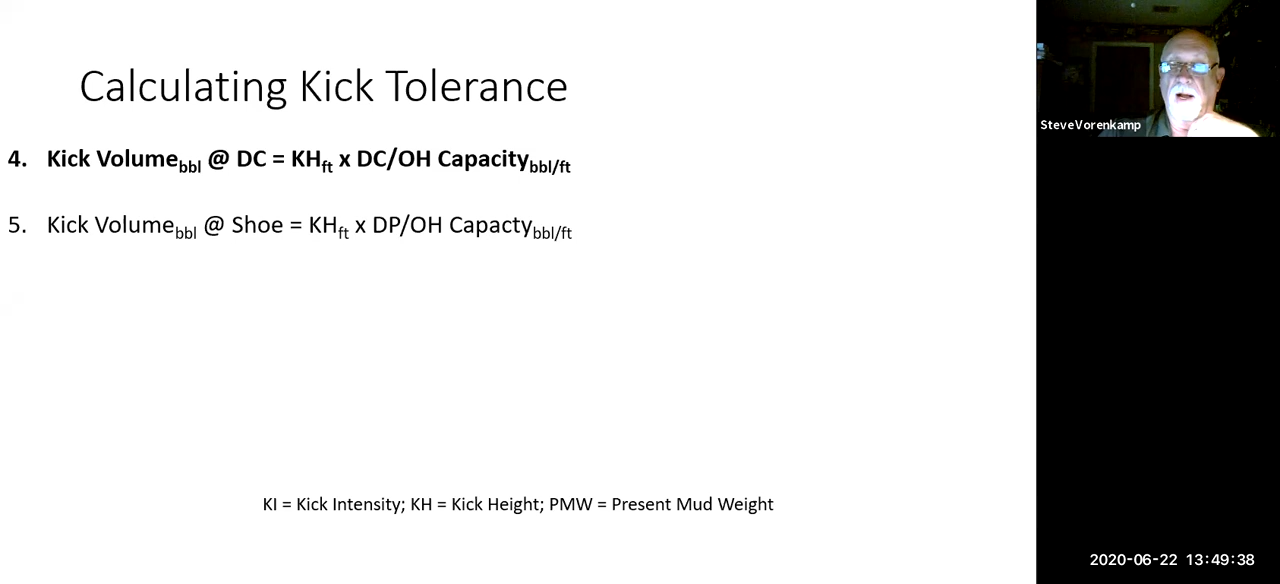 Calculating Kick Tolerance
4. Kick Volumebbl @ DC = KHft x DC/OH Capacitybbl/ft
5. Kick Volumebbl @ Shoe = KHft x DP/OH Capactybbl/ft
KI = Kick Intensity; KH = Kick Height; PMW = Present Mud Weight
SteveVorenkamp
2020-06-22 13:49:38